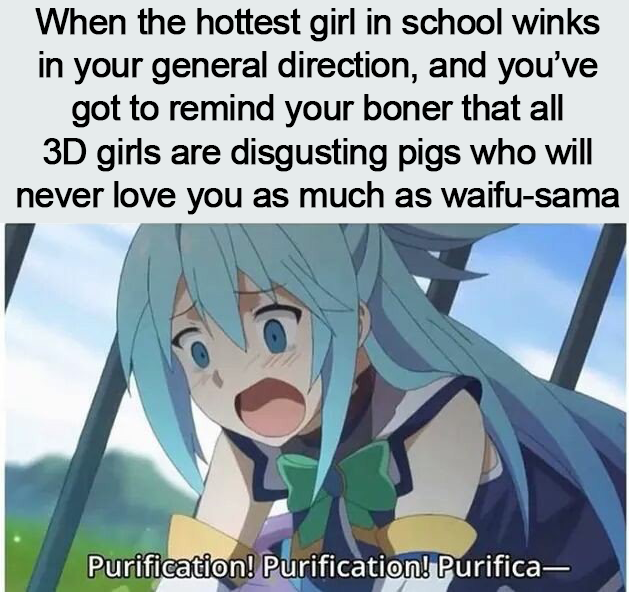 When the hottest girl in school winks
in your general direction, and you’ve
got to remind your boner that all
3D girls are disgusting pigs who will
never love you as much as waifu-sama
Purification! Purification! Purifica—